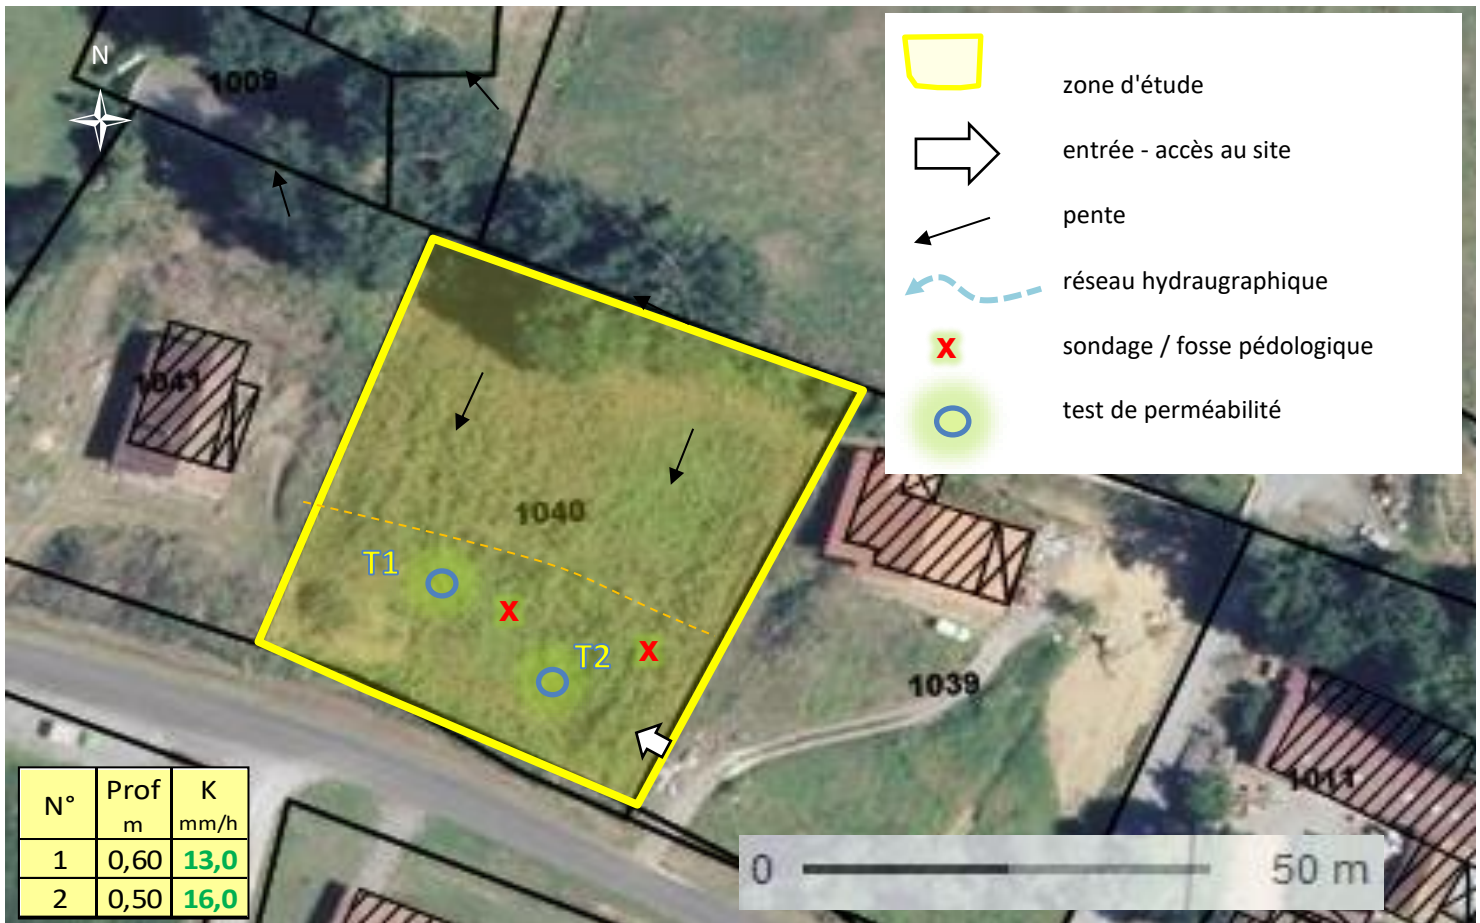 N
1009
zone d'étude
entrée - accès au site
pente
réseau hydraugraphique
X
sondage / fosse pédologique
test de perméabilité
1041
1040
T1
X
T2
X
1039
1011
N° Prof m K mm/h
1 0,60 13,0
2 0,50 16,0
0 50 m